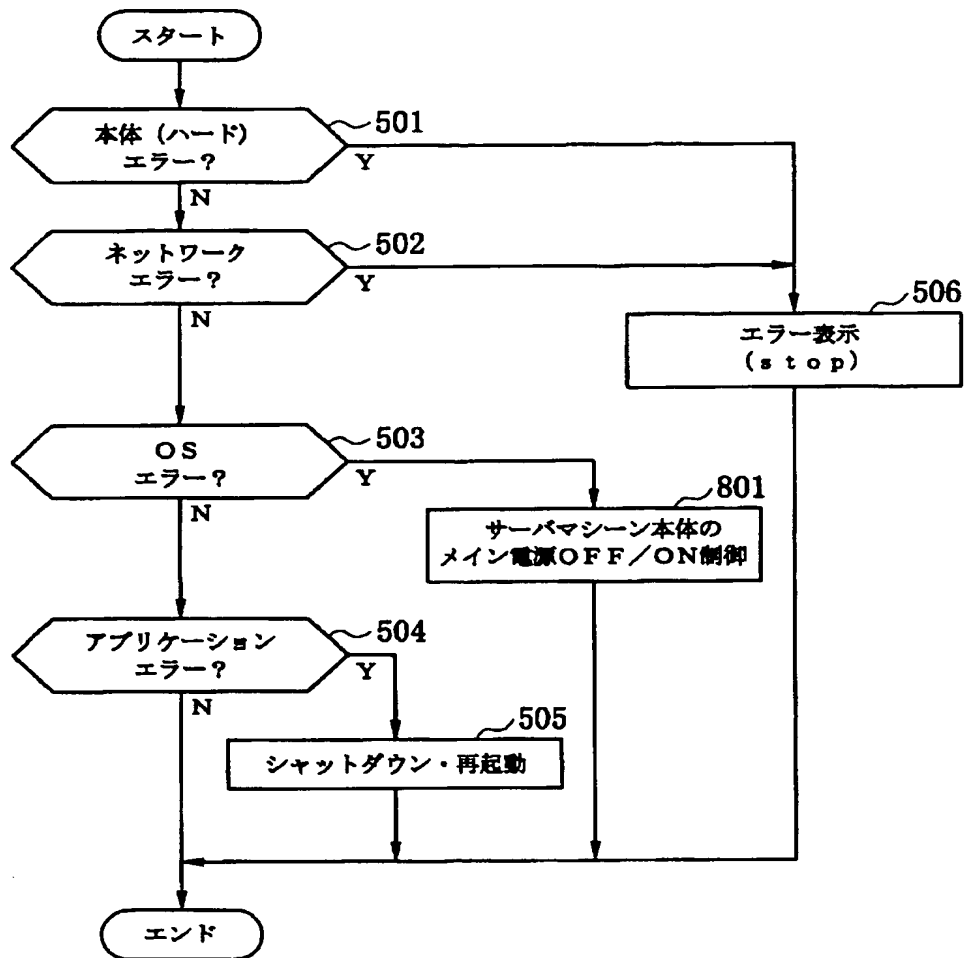 スタート
本体（ハード）
エラー？
501
Y
N
ネットワーク
エラー？
502
Y
N
エラー表示
（ｓｔｏｐ）
506
ＯＳ
エラー？
503
Y
N
サーバマシーン本体の
メイン電源ＯＦＦ／ＯＮ制御
801
アプリケーション
エラー？
504
Y
N
シャットダウン・再起動
505
エンド